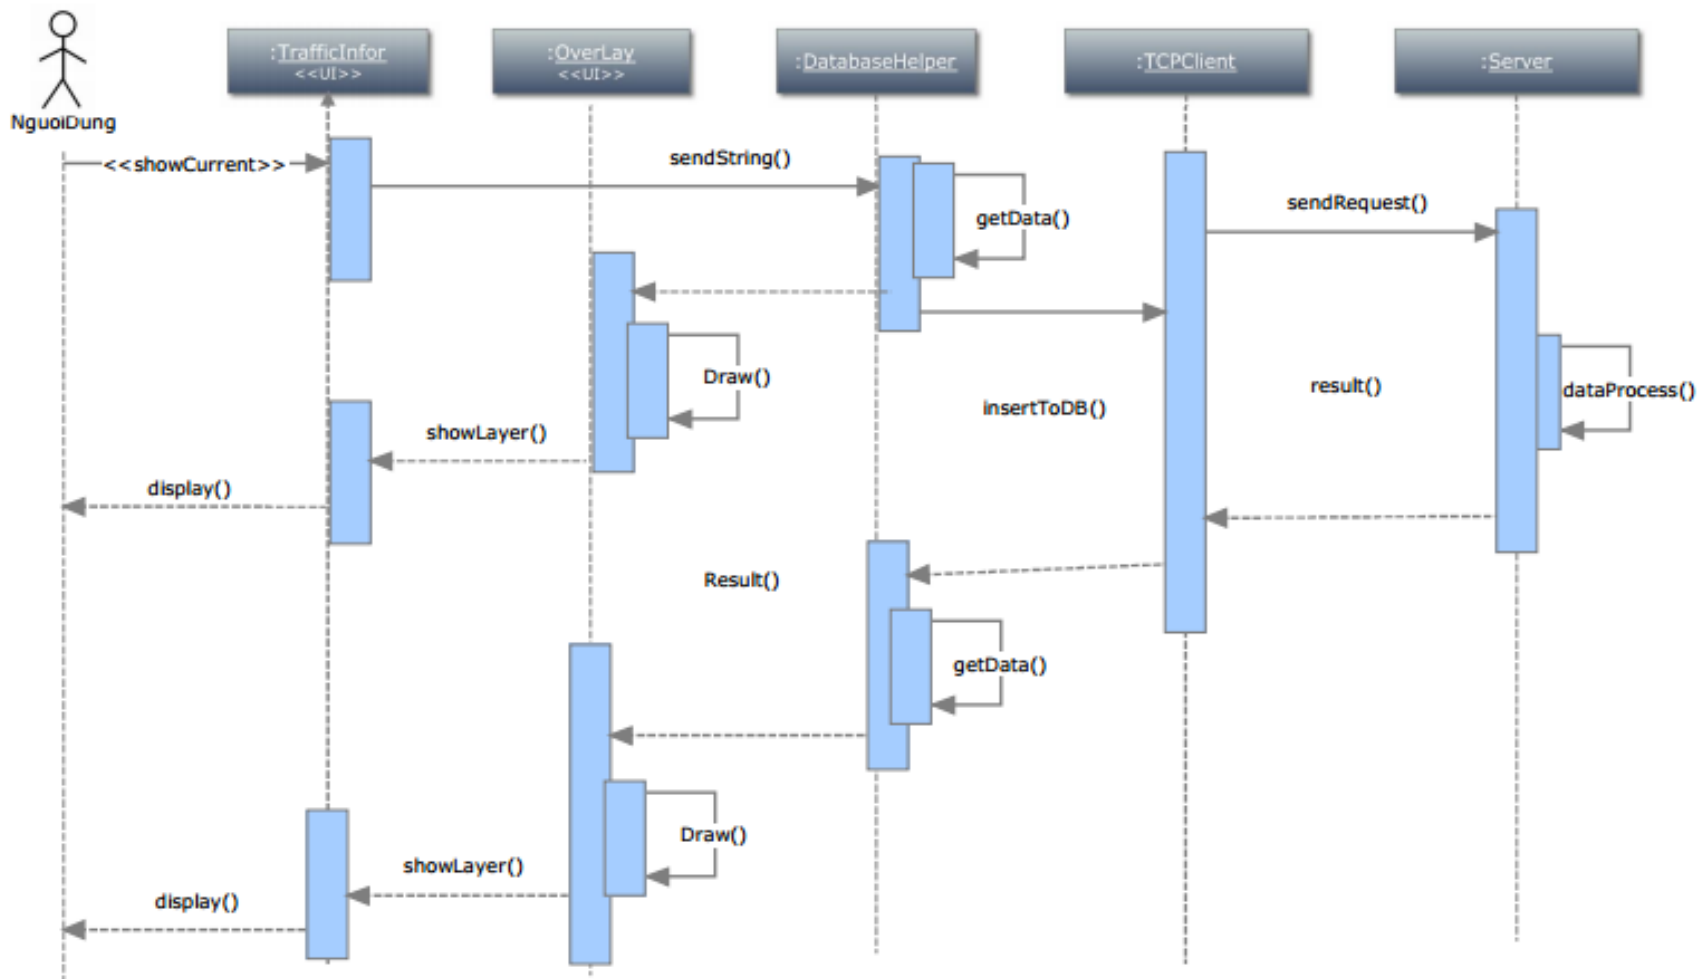 :TrafficInfor
<<UI>>
:OverLay
<<UI>>
:DatabaseHelper
:TCPClient
:Server
NguoiDung
<<showCurrent>>
sendString()
getData()
sendRequest()
Draw()
insertToDB()
result()
dataProcess()
showLayer()
display()
Result()
getData()
Draw()
showLayer()
display()